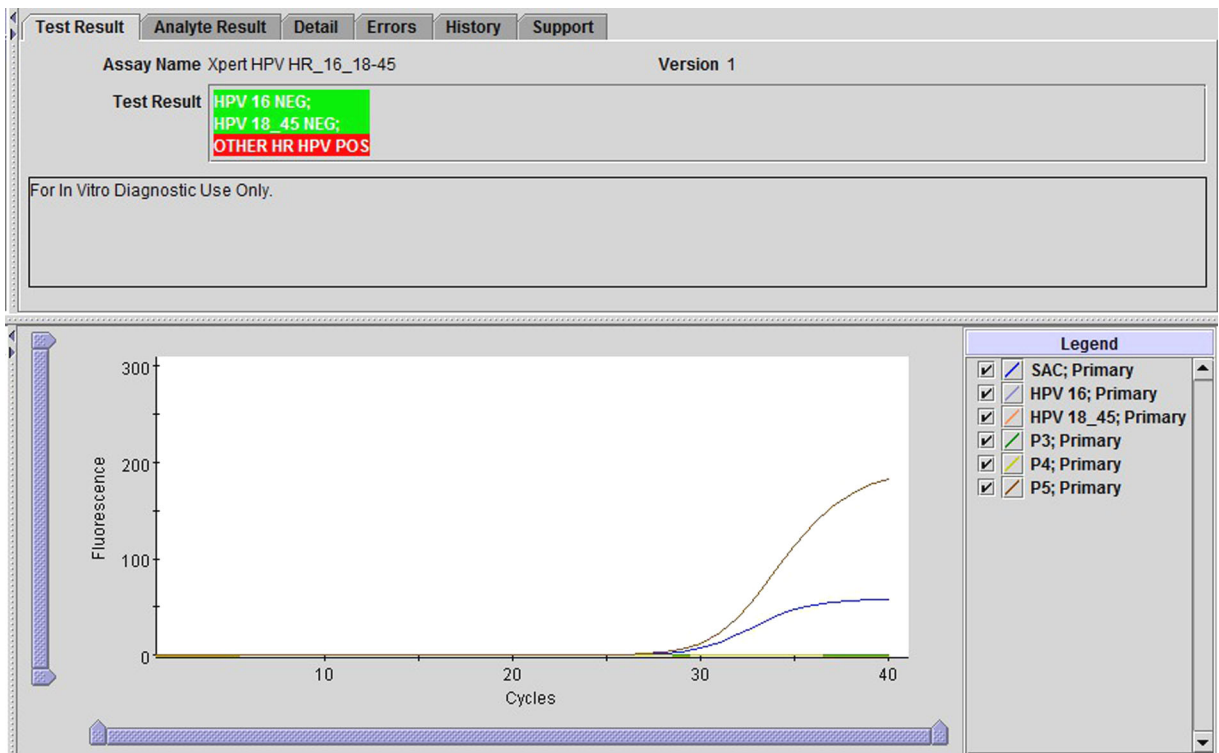 Test Result Analyte Result Detail Errors History Support
Assay Name Xpert HPV HR_16_18-45 Version 1
Test Result HPV 16 NEG;
HPV 18_45 NEG;
OTHER HR HPV POS
For In Vitro Diagnostic Use Only.
300
200
100
0
Fluorescence
10 20 30 40
Cycles
Legend
SAC; Primary
HPV 16; Primary
HPV 18_45; Primary
P3; Primary
P4; Primary
P5; Primary